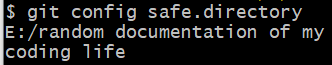 $ git config safe.directory
E:/random documentation of my
coding life